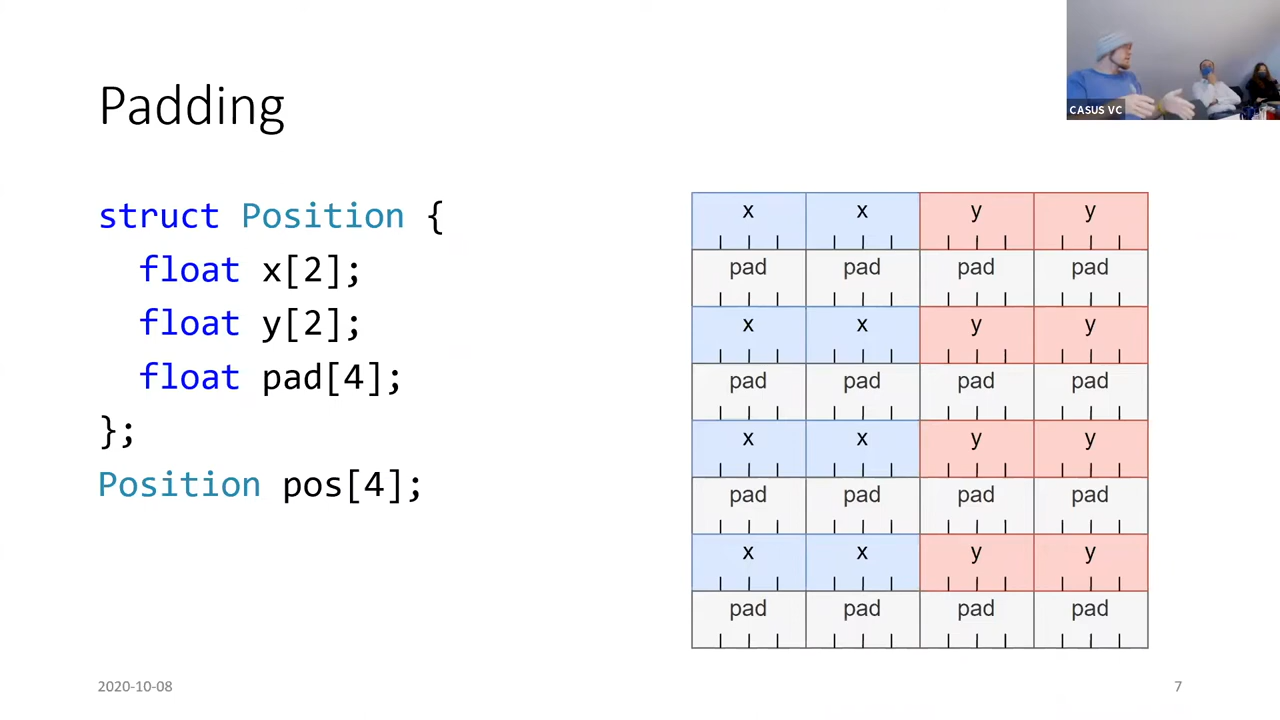 CASUS VC
Padding
struct Position {
float x[2];
float y[2];
float pad[4];
};
Position pos[4];
x x y y
pad pad pad pad
x x y y
pad pad pad pad
x x y y
pad pad pad pad
x x y y
pad pad pad pad
2020-10-08
7